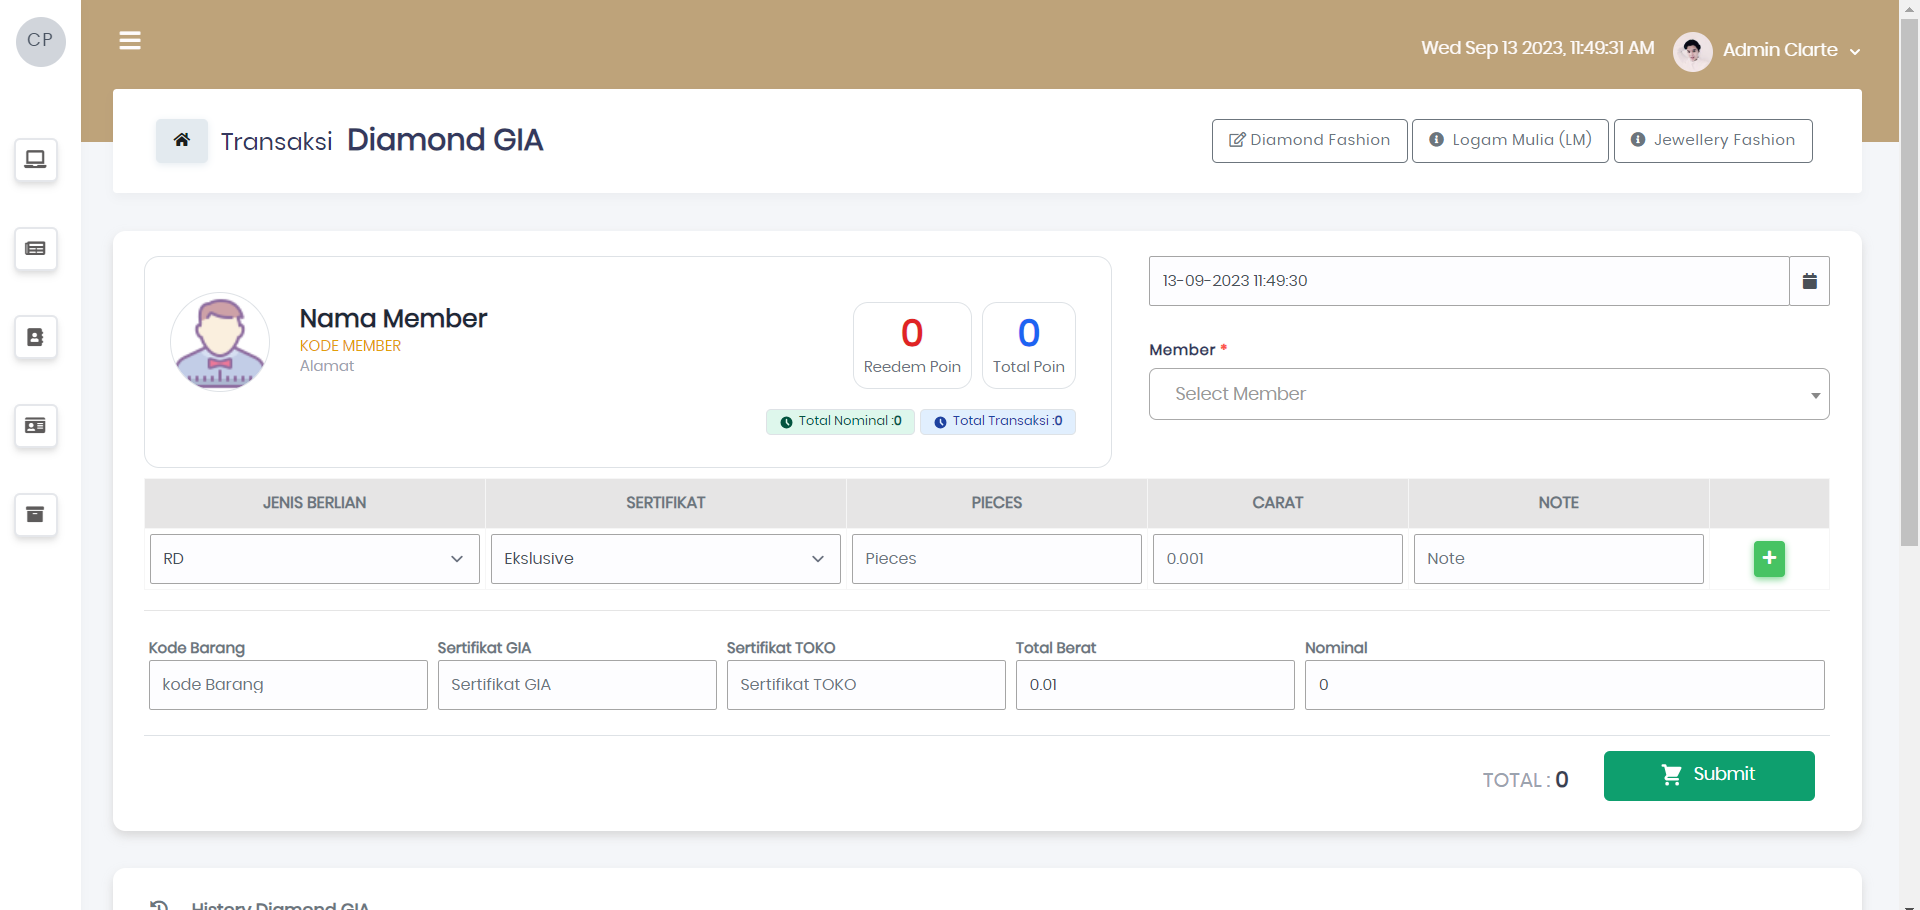 CP
Wed Sep 13 2023, 11:49:31 AM
Admin Clarte
Transaksi Diamond GIA
Diamond Fashion
Logam Mulia (LM)
Jewellery Fashion
Nama Member
KODE MEMBER
Alamat
0
Reedem Poin
0
Total Poin
Total Nominal :0
Total Transaksi :0
13-09-2023 11:49:30
Member *
Select Member
JENIS BERLIAN SERTIFIKAT PIECES CARAT NOTE
RD Ekslusive Pieces 0.001 Note
Kode Barang Sertifikat GIA Sertifikat TOKO Total Berat Nominal
kode Barang Sertifikat GIA Sertifikat TOKO 0.01 0
TOTAL : 0
Submit
History Diamond GIA